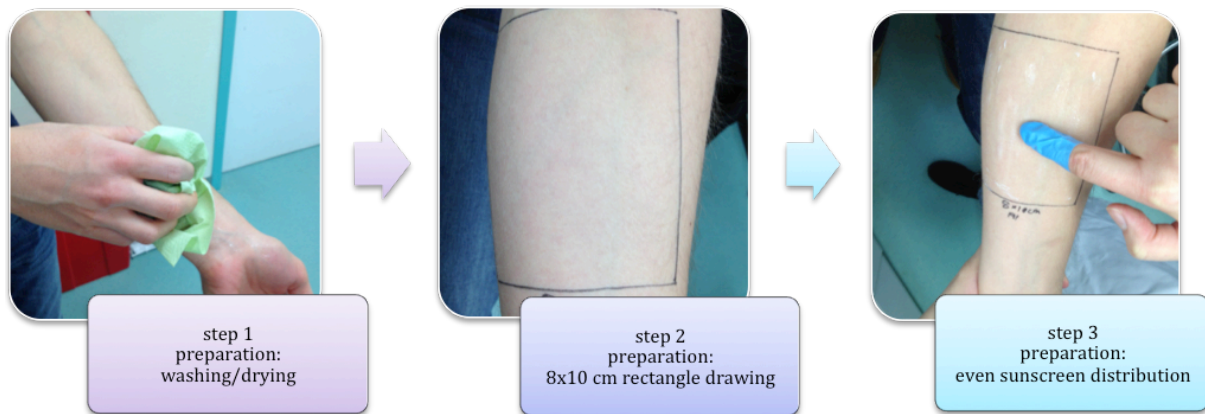 step 1
preparation:
washing/drying
step 2
preparation:
8x10 cm rectangle drawing
step 3
preparation:
even sunscreen distribution